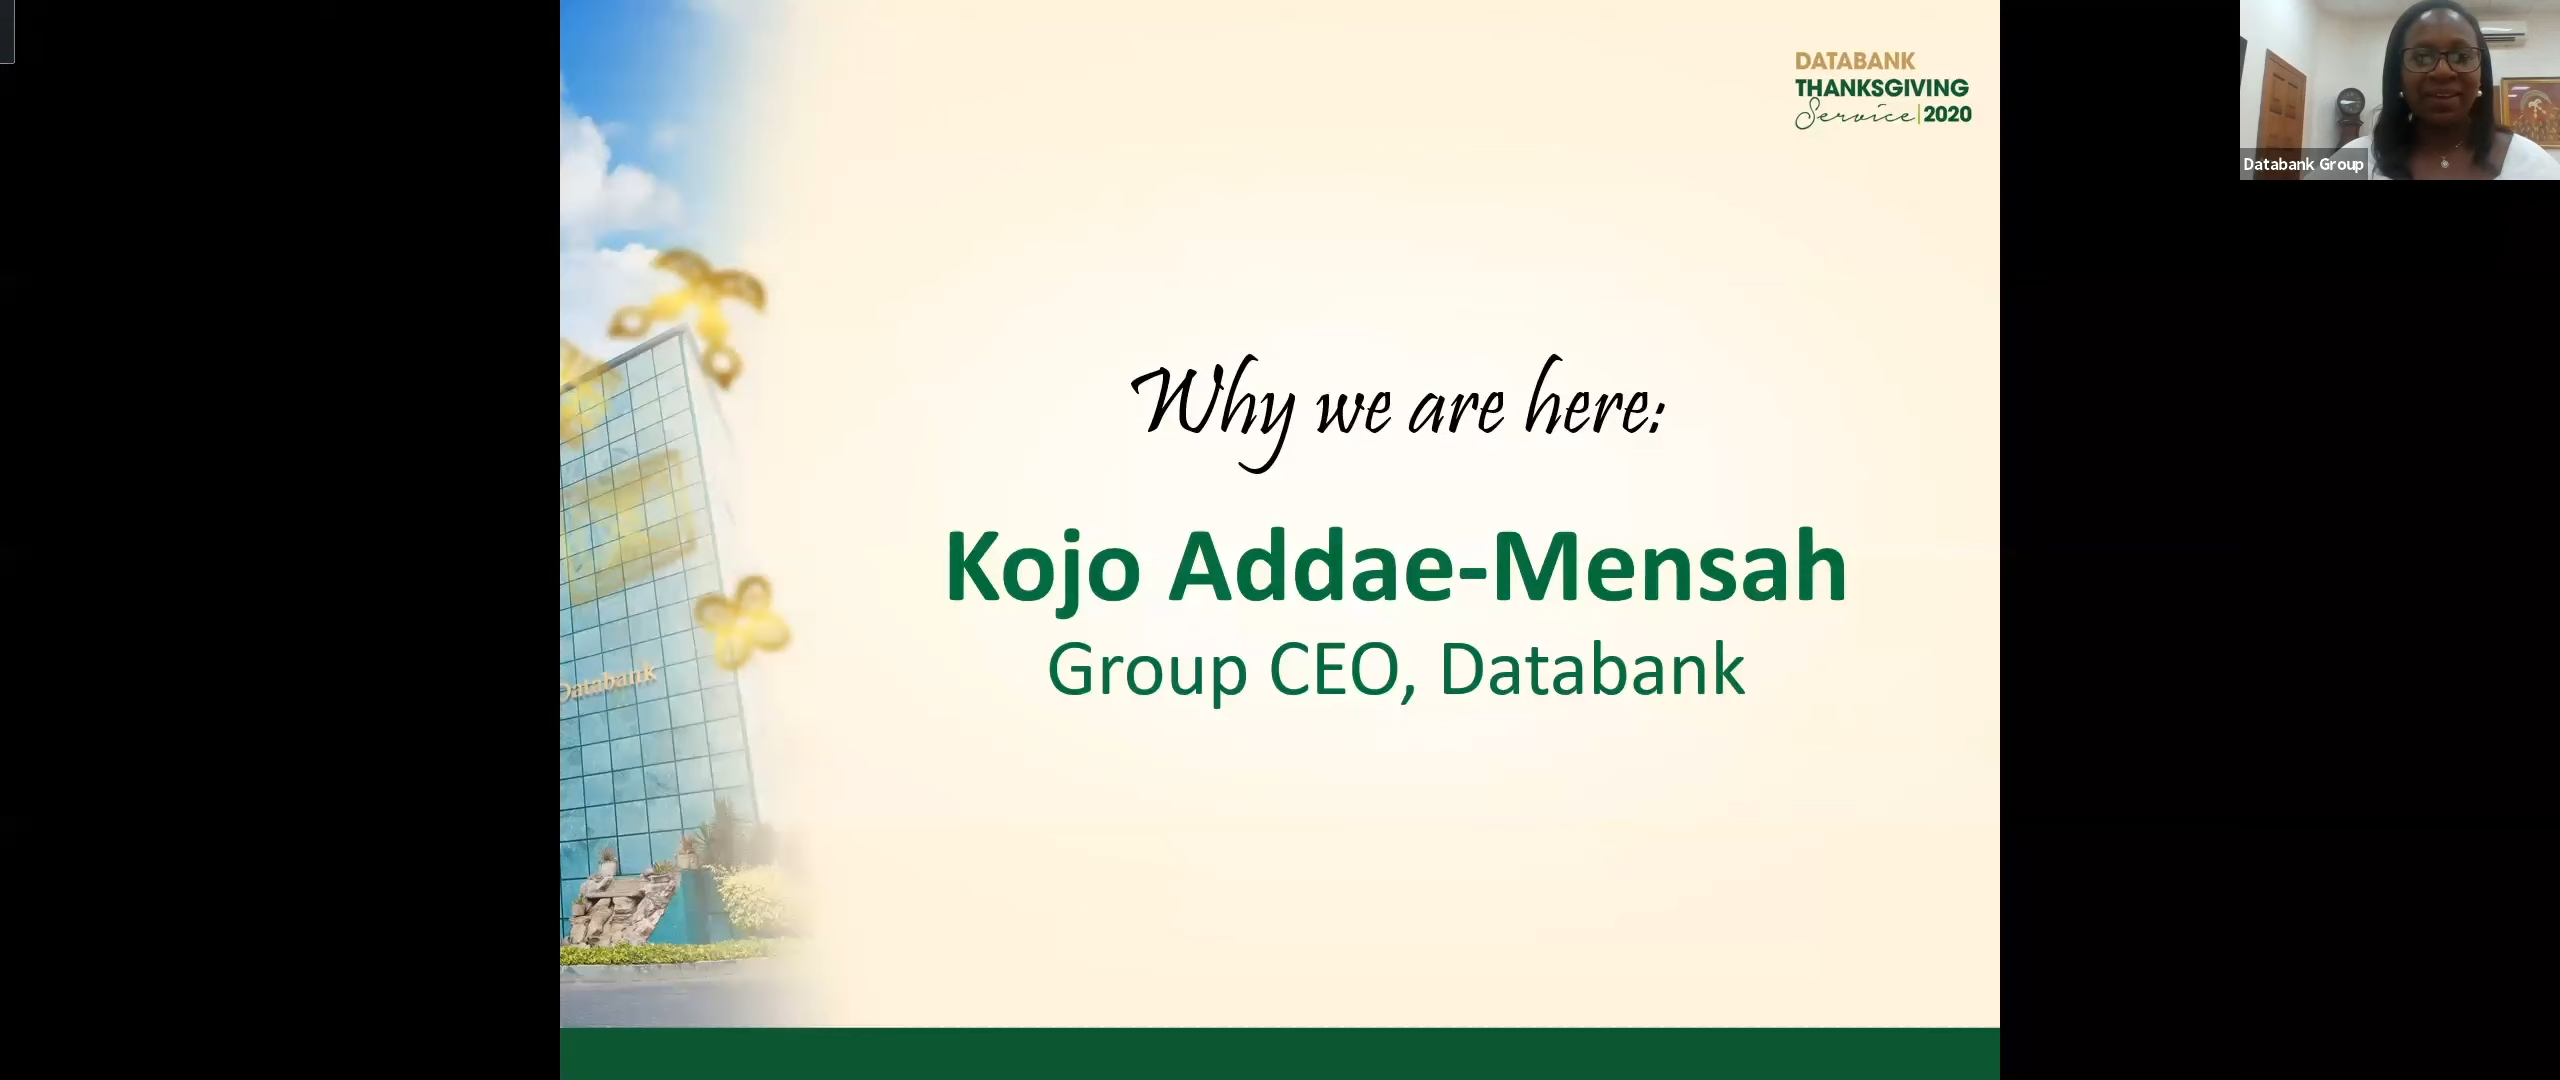 DATABANK
THANKSGIVING
Service | 2020
Databank Group
Why we are here:
Kojo Addae-Mensah
Group CEO, Databank
Databank